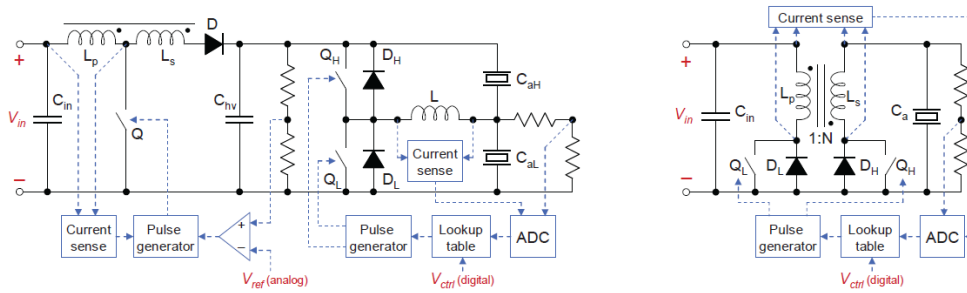 D
Lp
Ls
+
Vin
−
Cin
Q
Chv
QH
DH
L
CaH
QL
DL
CaL
Current
sense
Current
sense
Pulse
generator
+
−
Vref (analog)
Pulse
generator
Lookup
table
ADC
Vctrl (digital)
Current sense
+
Vin
−
Cin
Lp
Ls
1:N
Ca
QL
DL
DH
QH
Pulse
generator
Lookup
table
ADC
Vctrl (digital)